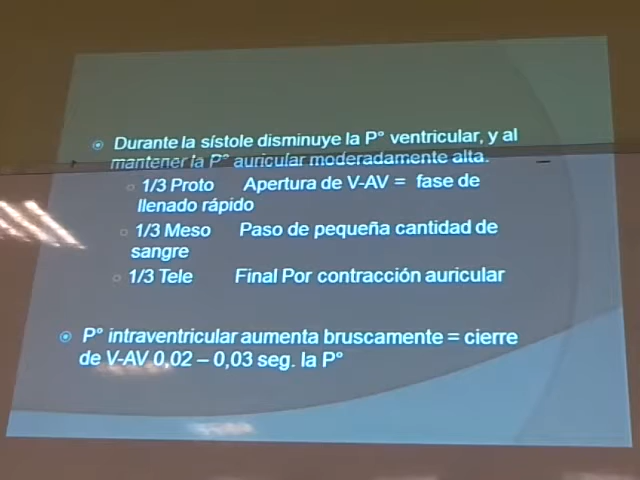 Durante la sístole disminuye la P° ventricular, y al
mantener la P° auricular moderadamente alta.
1/3 Proto Apertura de V-AV = fase de
llenado rápido
1/3 Meso Paso de pequeña cantidad de
sangre
1/3 Tele Final Por contracción auricular
P° intraventricular aumenta bruscamente = cierre
de V-AV 0,02 – 0,03 seg. la P°